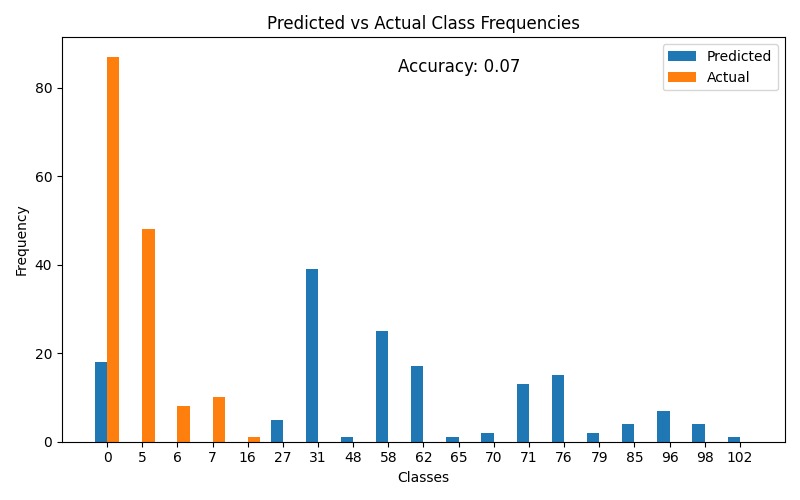 Predicted vs Actual Class Frequencies
Accuracy: 0.07
Predicted
Actual
Frequency
80
60
40
20
0
0 5 6 7 16 27 31 48 58 62 65 70 71 76 79 85 96 98 102
Classes